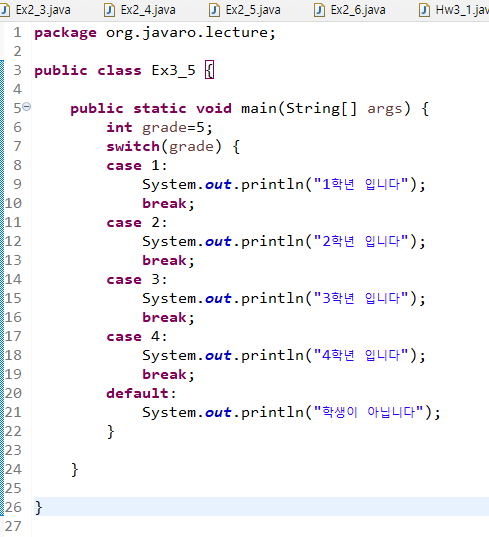 Ex2_3.java Ex2_4.java Ex2_5.java Ex2_6.java Hw3_1.jav
1 package org.javaro.lecture;
2
3 public class Ex3_5 {
4
5 public static void main(String[] args) {
6 int grade=5;
7 switch(grade) {
8 case 1:
9 System.out.println("1학년 입니다");
10 break;
11 case 2:
12 System.out.println("2학년 입니다");
13 break;
14 case 3:
15 System.out.println("3학년 입니다");
16 break;
17 case 4:
18 System.out.println("4학년 입니다");
19 break;
20 default:
21 System.out.println("학생이 아닙니다");
22 }
23
24 }
25
26 }
27